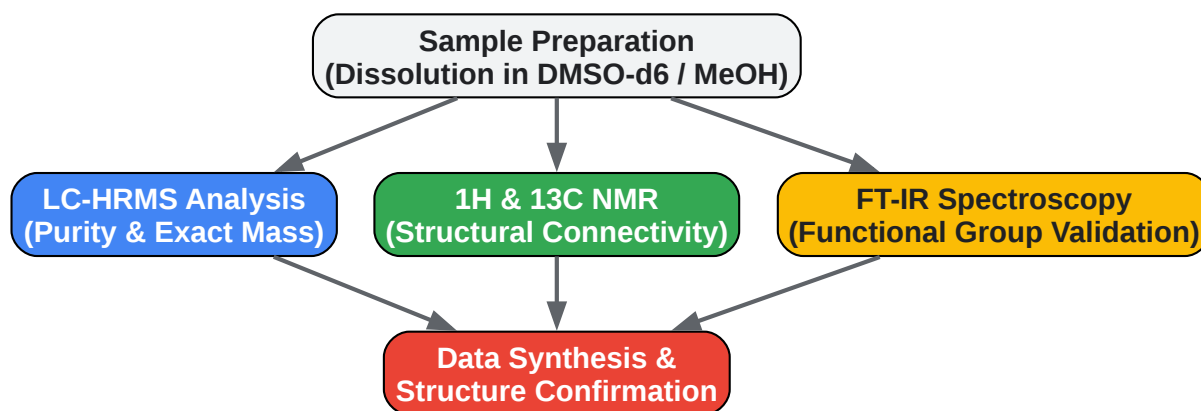 Sample Preparation
(Dissolution in DMSO-d6 / MeOH)
LC-HRMS Analysis
(Purity & Exact Mass)
1H & 13C NMR
(Structural Connectivity)
FT-IR Spectroscopy
(Functional Group Validation)
Data Synthesis &
Structure Confirmation